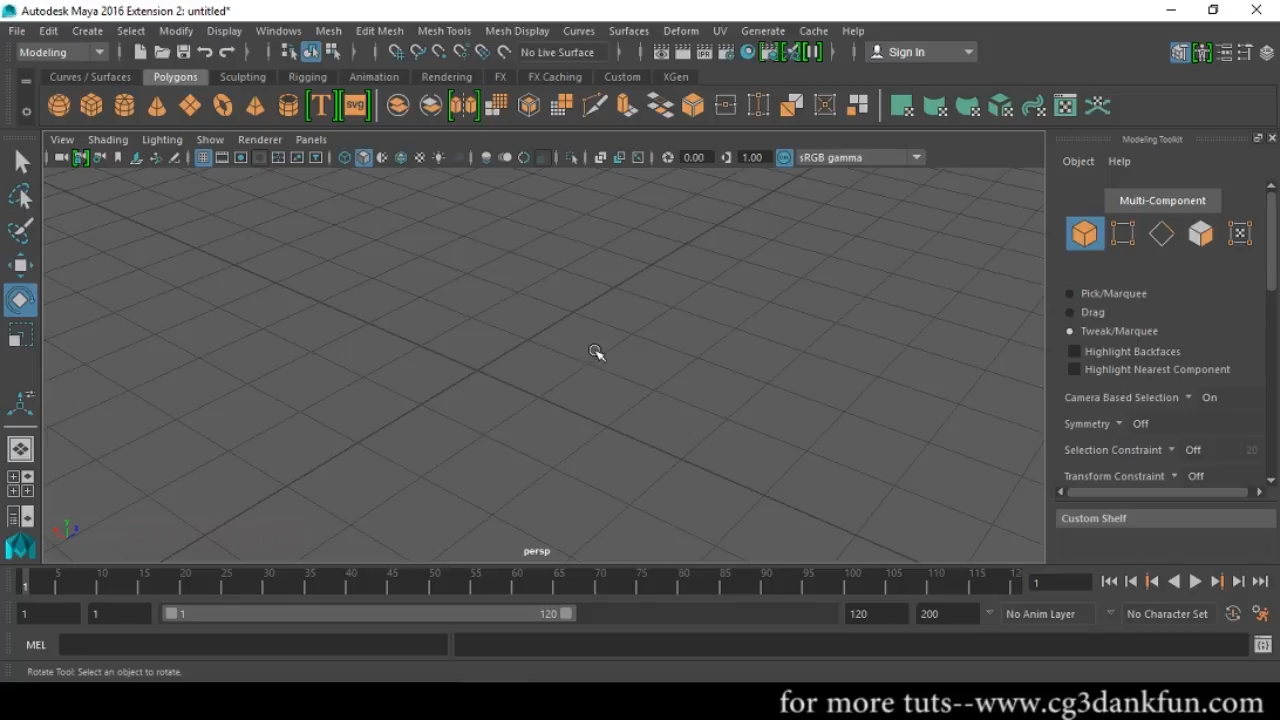 Autodesk Maya 2016 Extension 2: untitled*
File Edit Create Select Modify Display Windows Mesh Edit Mesh Mesh Tools Mesh Display Curves Surfaces Deform UV Generate Cache Help
Modeling No Live Surface Sign In
Curves / Surfaces Polygons Sculpting Rigging Animation Rendering FX FX Caching Custom XGen
T svg
View Shading Lighting Show Renderer Panels
Modeling Toolkit
0.00 1.00 sRGB gamma
Object Help
Multi-Component
Pick/Marquee
Drag
Tweak/Marquee
Highlight Backfaces
Highlight Nearest Component
Camera Based Selection On
Symmetry Off
Selection Constraint Off 20
Transform Constraint Off
Custom Shelf
persp
1 5 10 15 20 25 30 35 40 45 50 55 60 65 70 75 80 85 90 95 100 105 110 115 12 1
1 1 1 120 120 200 No Anim Layer No Character Set
MEL
Rotate Tool: Select an object to rotate.
for more tuts--www.cg3dankfun.com